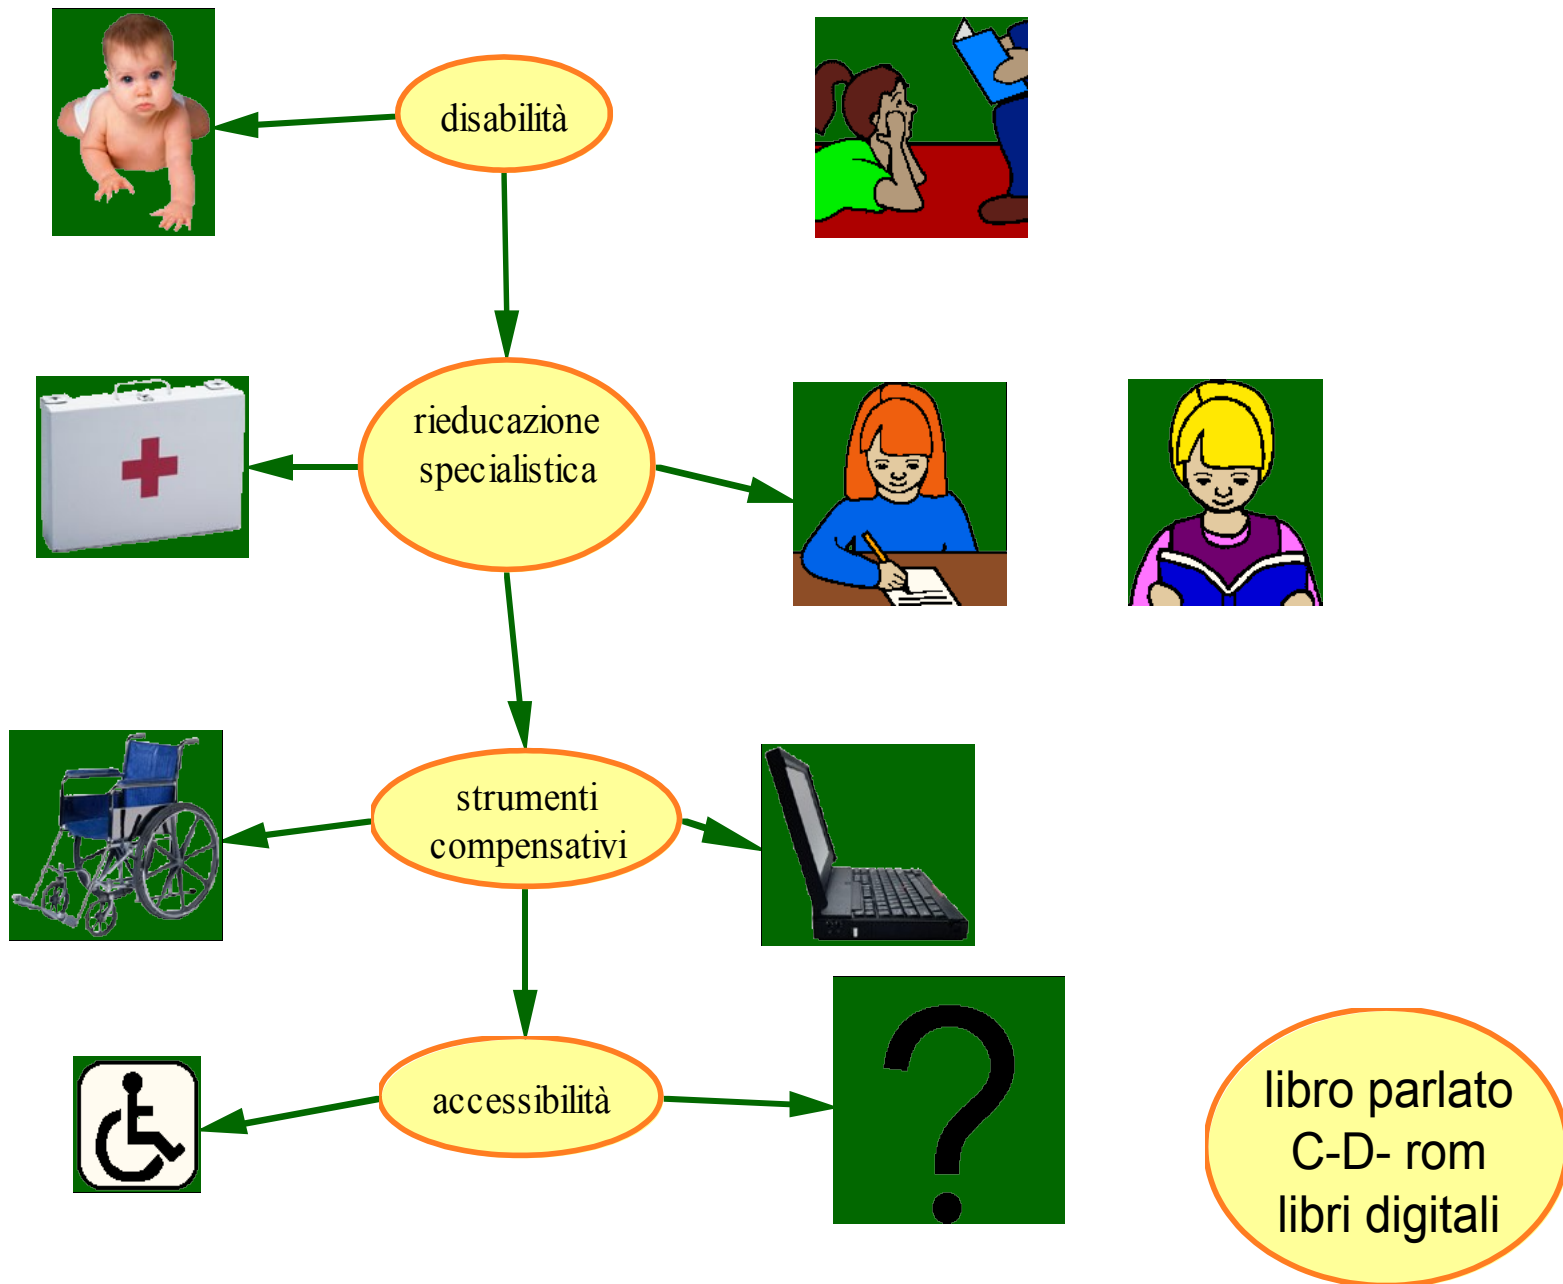 disabilità
rieducazione
specialistica
strumenti
compensativi
accessibilità
libro parlato
C-D- rom
libri digitali